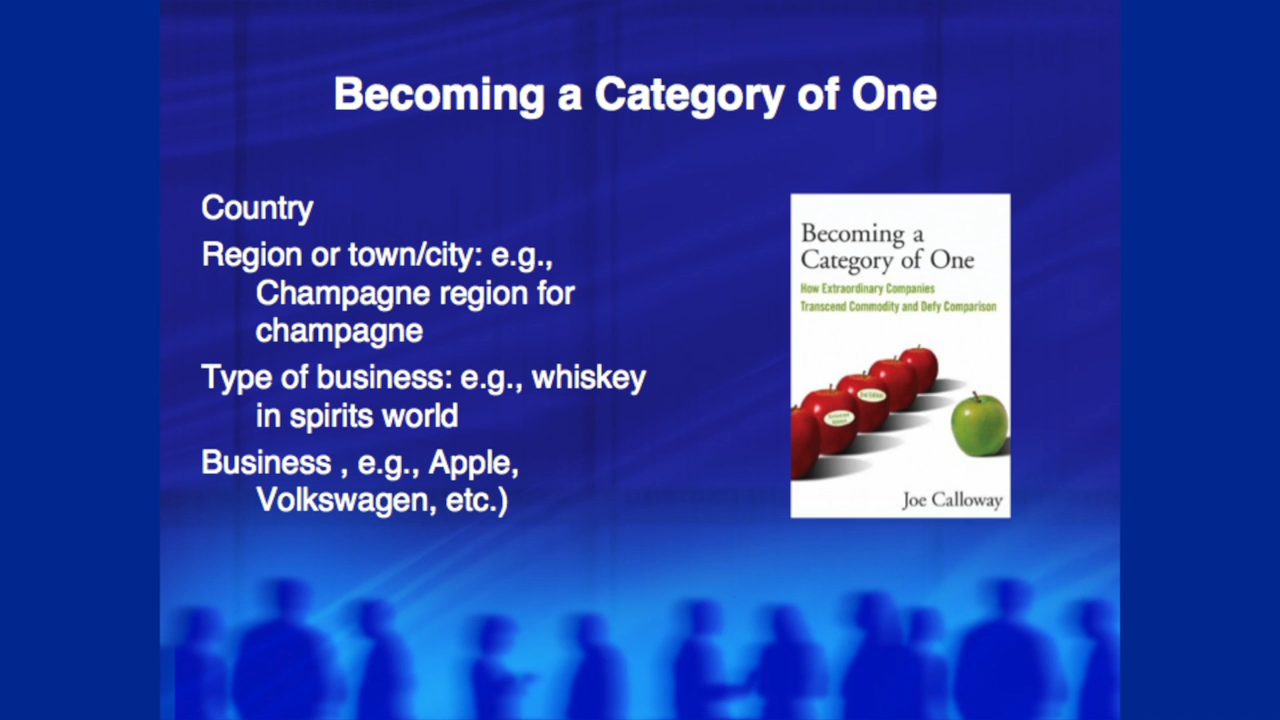 Becoming a Category of One
Country
Region or town/city: e.g.,
Champagne region for
champagne
Type of business: e.g., whiskey
in spirits world
Business , e.g., Apple,
Volkswagen, etc.)
Becoming a
Category of One
How Extraordinary Companies
Transcend Commodity and Defy Comparison
Joe Calloway